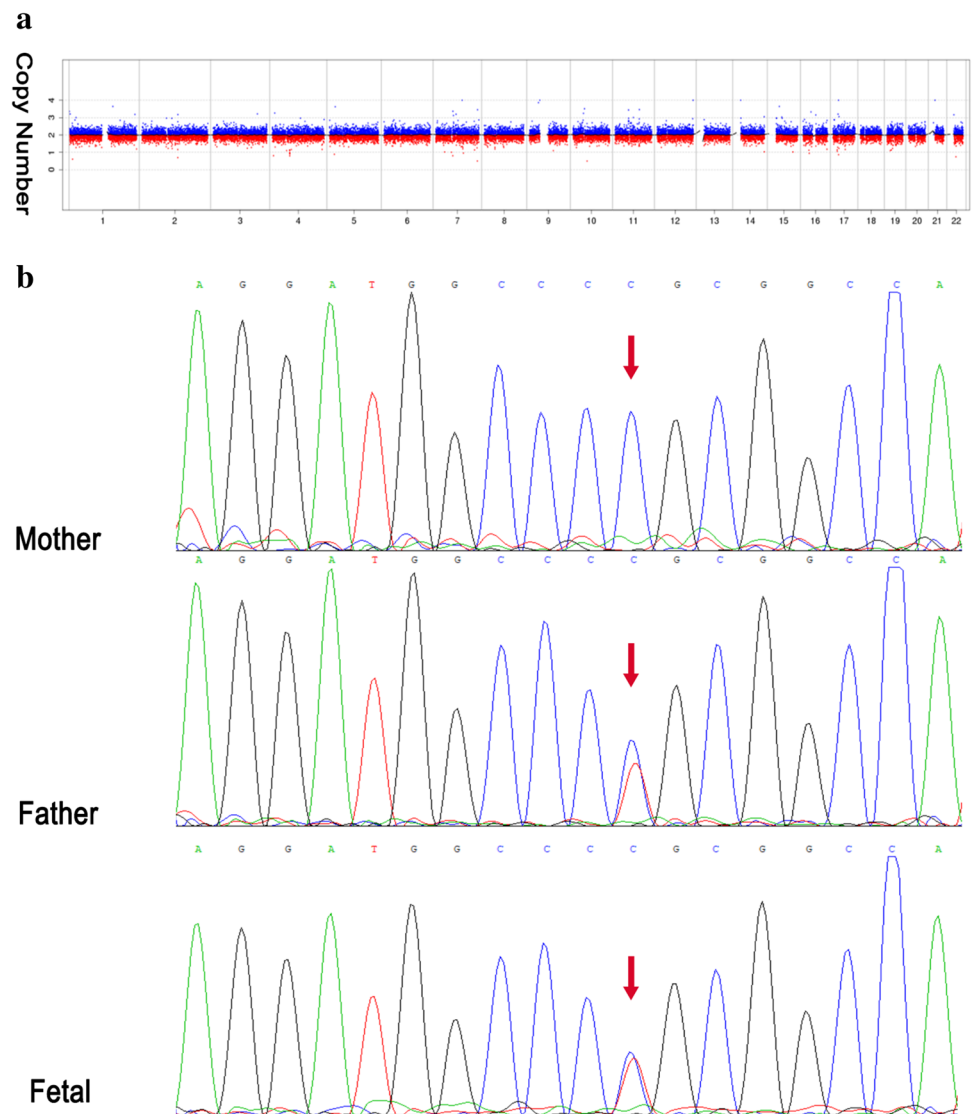 a
Copy Number
4
3
2
1
0
1 2 3 4 5 6 7 8 9 10 11 12 13 14 15 16 17 18 19 20 21 22
b
A G G A T G G C C C C G C G G C C A
Mother
A G G A T G G C C C C G C G G C C A
Father
A G G A T G G C C C C G C G G C C A
Fetal